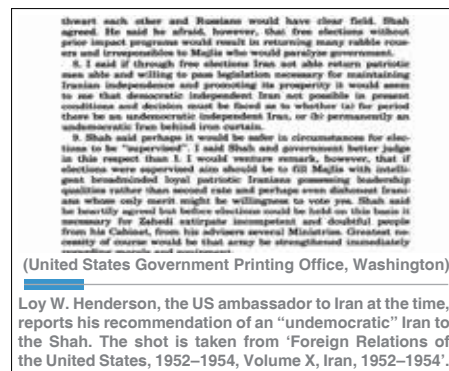 thwart each other and Russians would have clear field. Shah
agreed. He said he afraid, however, that free elections without
prior impact programs would result in returning many rabble rous-
ers and irresponsibles to Majlis who would paralyze government.
8. I said if through free elections Iran not able return patriotic
men able and willing to pass legislation necessary for maintaining
Iranian independence and promoting its prosperity it would seem
to me that democratic independent Iran not possible in present
conditions and decision must be faced as to whether (a) for period
there be an undemocratic independent Iran, or (b) permanently an
undemocratic Iran behind iron curtain.
9. Shah said perhaps it would be safer in circumstances for elec-
tions to be "supervised". I said Shah and government better judge
in this respect than I. I would venture remark, however, that if
elections were supervised aim should be to fill Majlis with intelli-
gent broadminded loyal patriotic Iranians possessing leadership
qualities rather than second rate and perhaps even dishonest Irani-
ans whose only merit might be willingness to vote yes. Shah said
he heartily agreed but before elections could be held on this basis it
necessary for Zahedi extirpate incompetent and doubtful people
from his Cabinet, from his advisers several Ministries. Greatest ne-
cessity of course would be that army be strengthened immediately
regarding morale and equipment.
(United States Government Printing Office, Washington)
Loy W. Henderson, the US ambassador to Iran at the time,
reports his recommendation of an “undemocratic” Iran to
the Shah. The shot is taken from ‘Foreign Relations of
the United States, 1952–1954, Volume X, Iran, 1952–1954’.